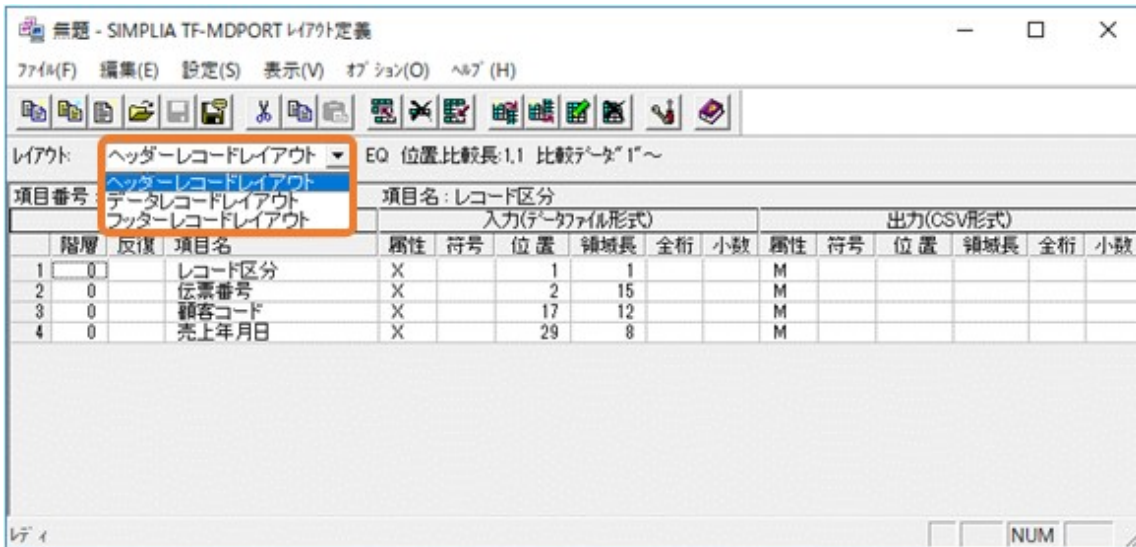 無題 - SIMPLIA TF-MDPORT ﾚｲｱｳﾄ定義
ﾌｧｲﾙ(F) 編集(E) 設定(S) 表示(V) ｵﾌﾟｼｮﾝ(O) ﾍﾙﾌﾟ(H)
ﾚｲｱｳﾄ: ヘッダーレコードレイアウト EQ 位置,比較長:1,1 比較ﾃﾞｰﾀ:"1"～
ヘッダーレコードレイアウト
データレコードレイアウト
フッターレコードレイアウト
項目番号: 項目名:レコード区分
入力(ﾃﾞｰﾀﾌｧｲﾙ形式) 出力(CSV形式)
階層 反復 項目名 属性 符号 位置 領域長 全桁 小数 属性 符号 位置 領域長 全桁 小数
1 0 レコード区分 X 1 1 M
2 0 伝票番号 X 2 15 M
3 0 顧客コード X 17 12 M
4 0 売上年月日 X 29 8 M
ﾚﾃﾞｨ NUM